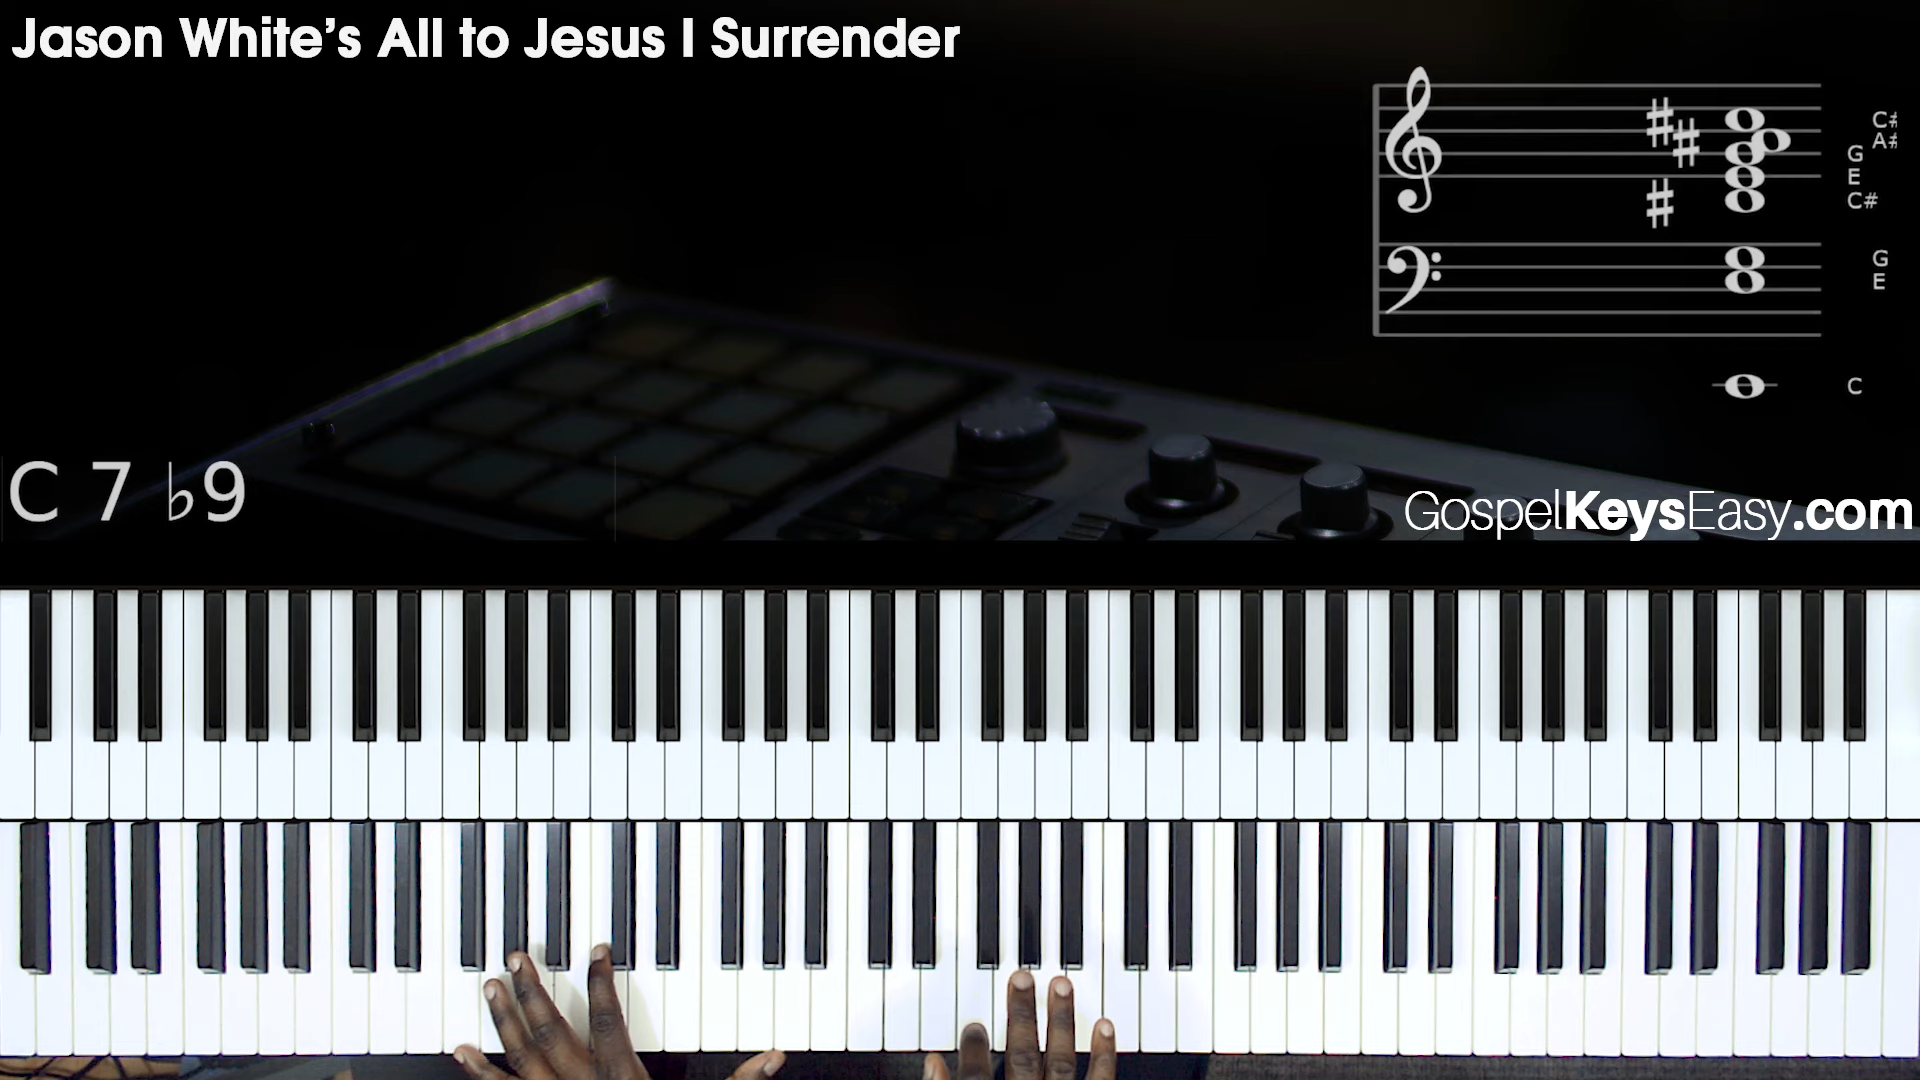 Jason White's All to Jesus I Surrender
C#
A#
G
E
C#
G
E
C
C 7 ♭9
GospelKeysEasy.com